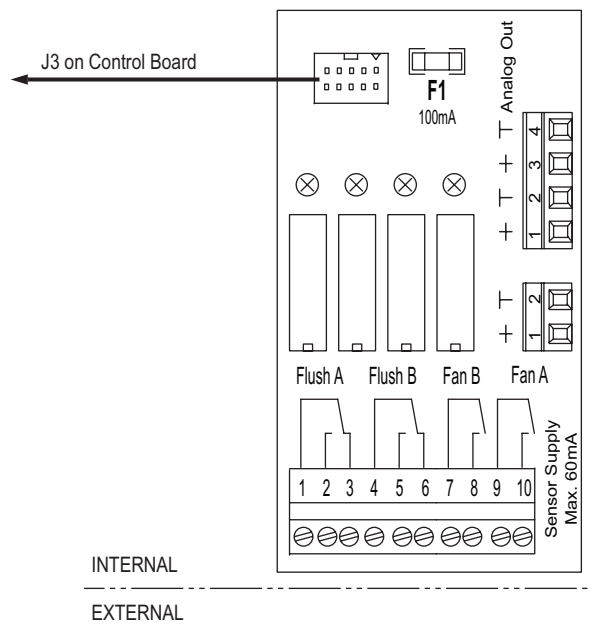 J3 on Control Board
F1
100mA
Analog Out
4
+ 3
2
+ 1
2
+ 1
Flush A Flush B Fan B Fan A
1 2 3 4 5 6 7 8 9 10
Sensor Supply
Max. 60mA
INTERNAL
EXTERNAL